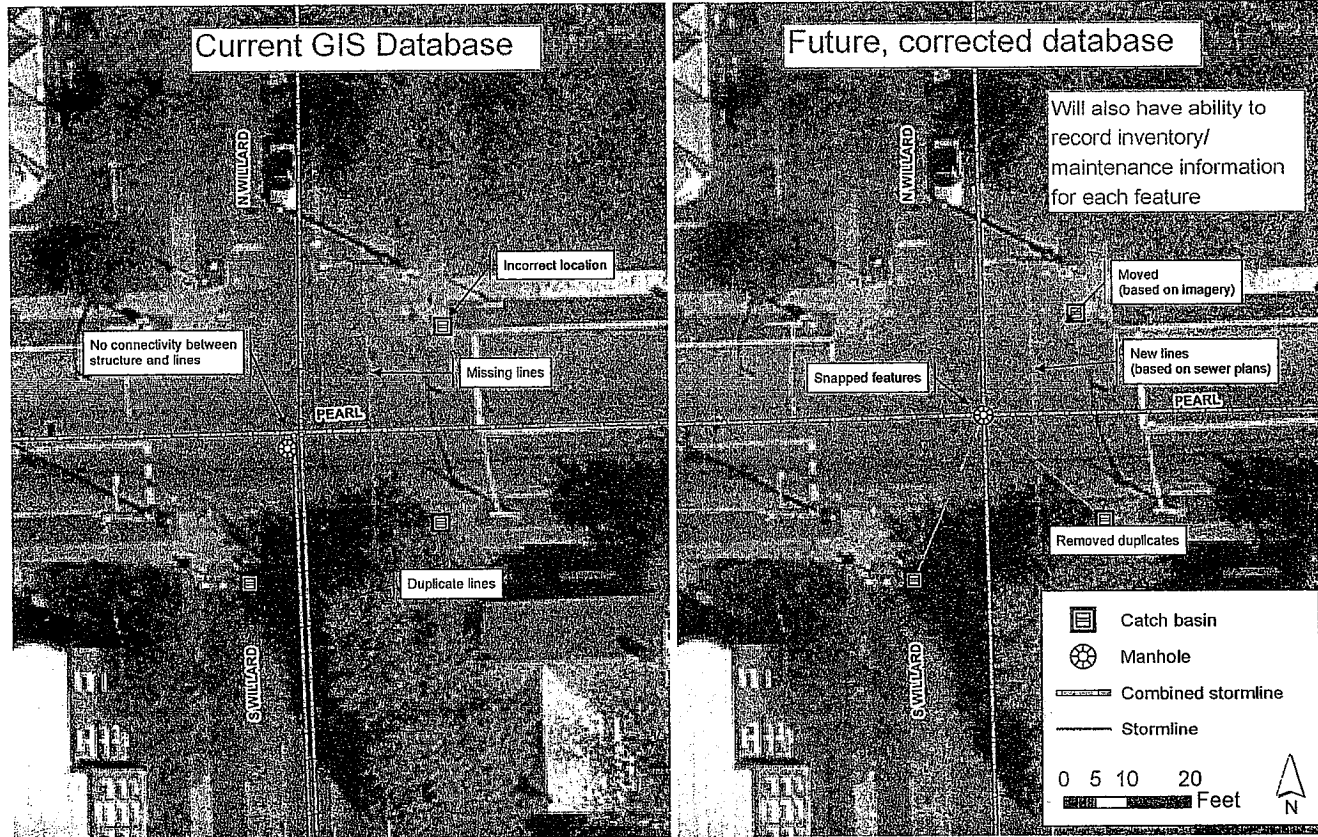 Current GIS Database
N.WILLARD
Incorrect location
No connectivity between
structure and lines
Missing lines
PEARL
Duplicate lines
S.WILLARD
Future, corrected database
Will also have ability to
record inventory/
maintenance information
for each feature
N.WILLARD
Moved
(based on imagery)
New lines
(based on sewer plans)
Snapped features
PEARL
Removed duplicates
S.WILLARD
Catch basin
Manhole
Combined stormline
Stormline
0 5 10 20
Feet
N